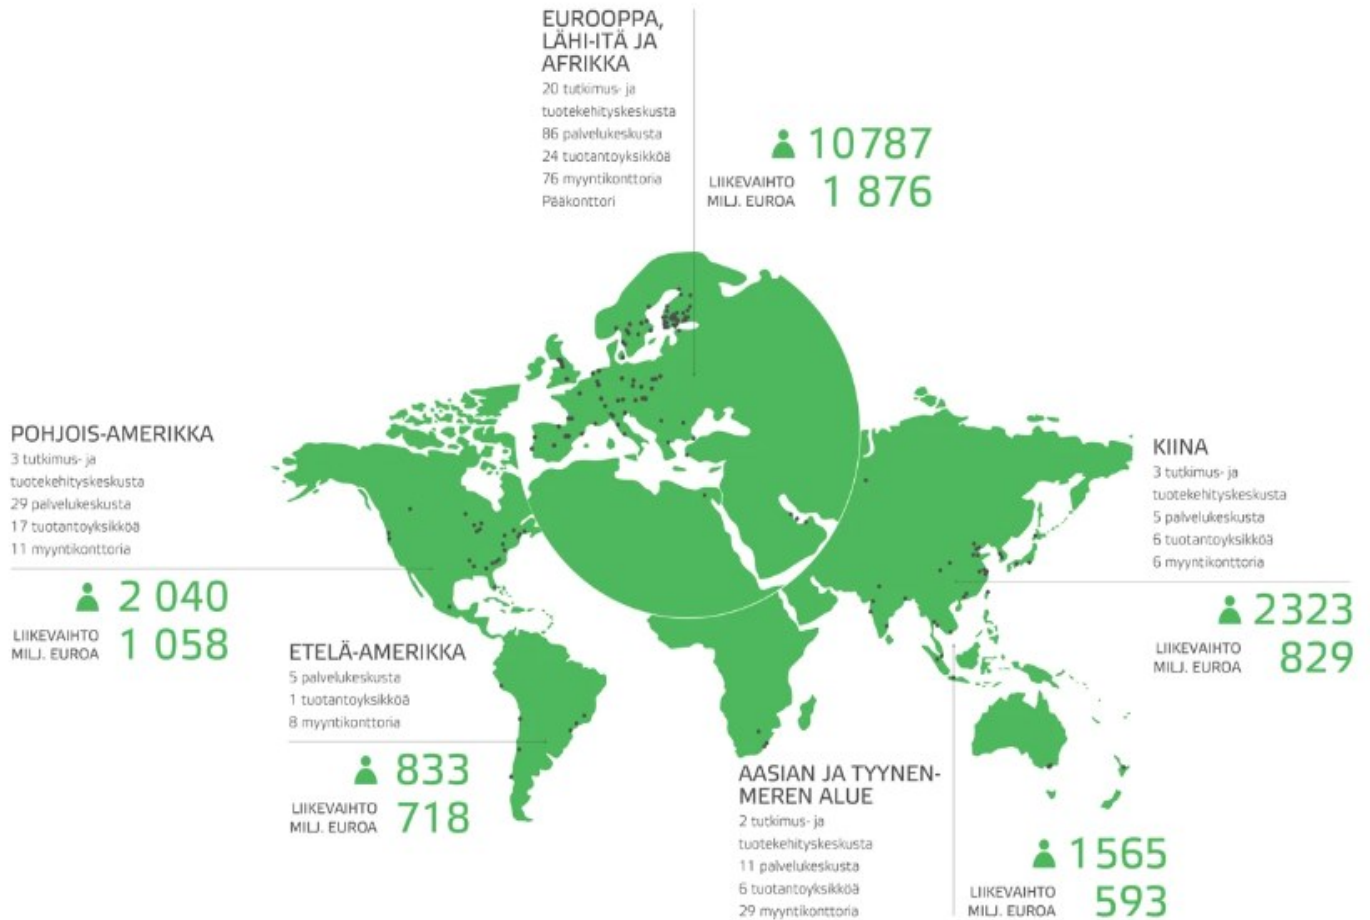 EUROOPPA,
LÄHI-ITÄ JA
AFRIKKA
20 tutkimus- ja
tuotekehityskeskusta
86 palvelukeskusta
24 tuotantoyksikköä
76 myyntikonttoria
Pääkonttori
10787
LIIKEVAIHTO
MILJ. EUROA
1 876
POHJOIS-AMERIKKA
3 tutkimus- ja
tuotekehityskeskusta
29 palvelukeskusta
17 tuotantoyksikköä
11 myyntikonttoria
2 040
LIIKEVAIHTO
MILJ. EUROA
1 058
KIINA
3 tutkimus- ja
tuotekehityskeskusta
5 palvelukeskusta
6 tuotantoyksikköä
6 myyntikonttoria
2323
LIIKEVAIHTO
MILJ. EUROA
829
ETELÄ-AMERIKKA
5 palvelukeskusta
1 tuotantoyksikköä
8 myyntikonttoria
833
LIIKEVAIHTO
MILJ. EUROA
718
AASIAN JA TYYNEN-
MEREN ALUE
2 tutkimus- ja
tuotekehityskeskusta
11 palvelukeskusta
6 tuotantoyksikköä
29 myyntikonttoria
1565
LIIKEVAIHTO
MILJ. EUROA
593